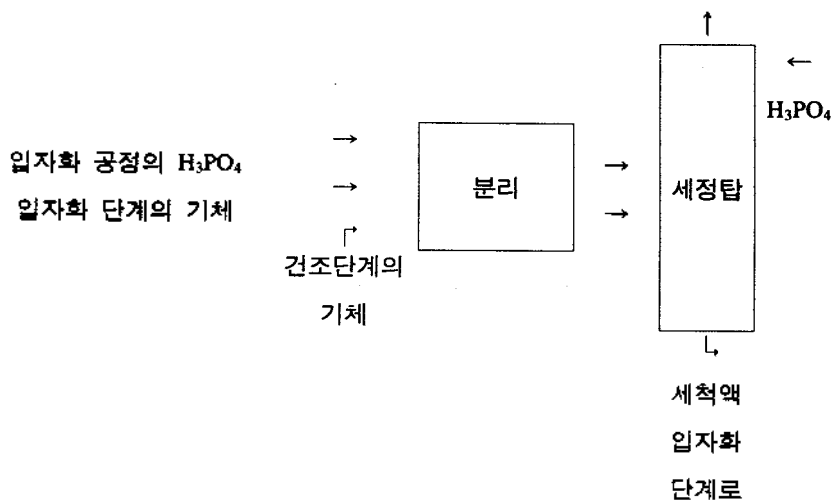 H₃PO₄
입자화 공정의 H₃PO₄
일자화 단계의 기체
분리
세정탑
건조단계의
기체
세척액
입자화
단계로